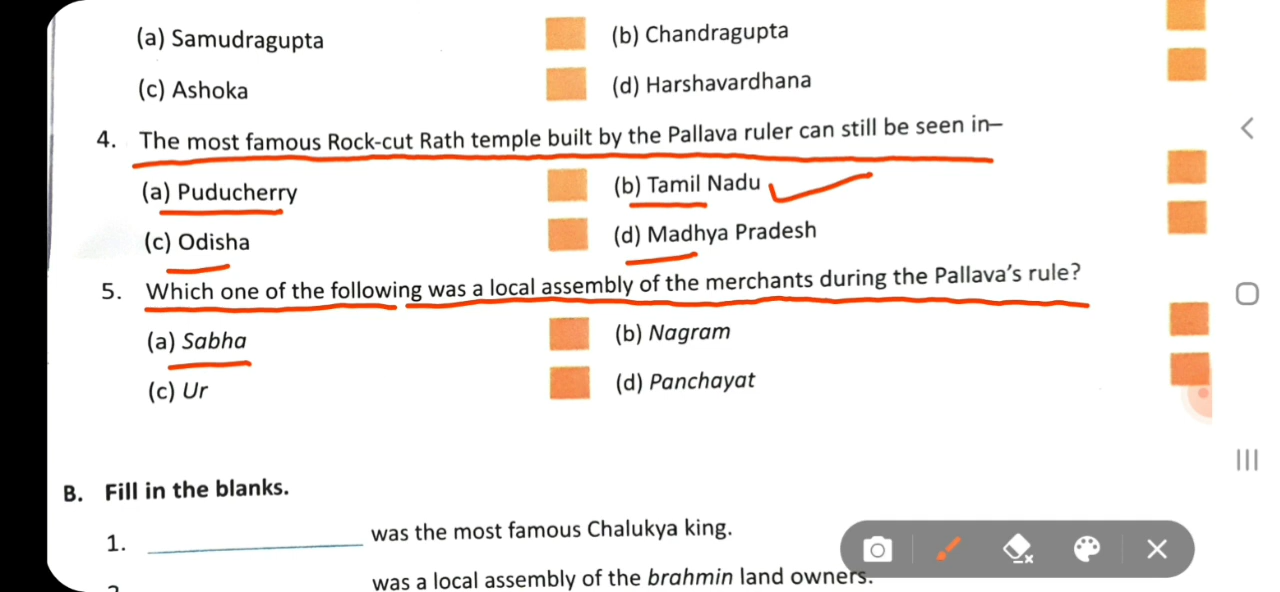 (a) Samudragupta (b) Chandragupta
(c) Ashoka (d) Harshavardhana
4. The most famous Rock-cut Rath temple built by the Pallava ruler can still be seen in–
(a) Puducherry (b) Tamil Nadu
(c) Odisha (d) Madhya Pradesh
5. Which one of the following was a local assembly of the merchants during the Pallava's rule?
(a) Sabha (b) Nagram
(c) Ur (d) Panchayat
B. Fill in the blanks.
1. ____________ was the most famous Chalukya king.
was a local assembly of the brahmin land owners.